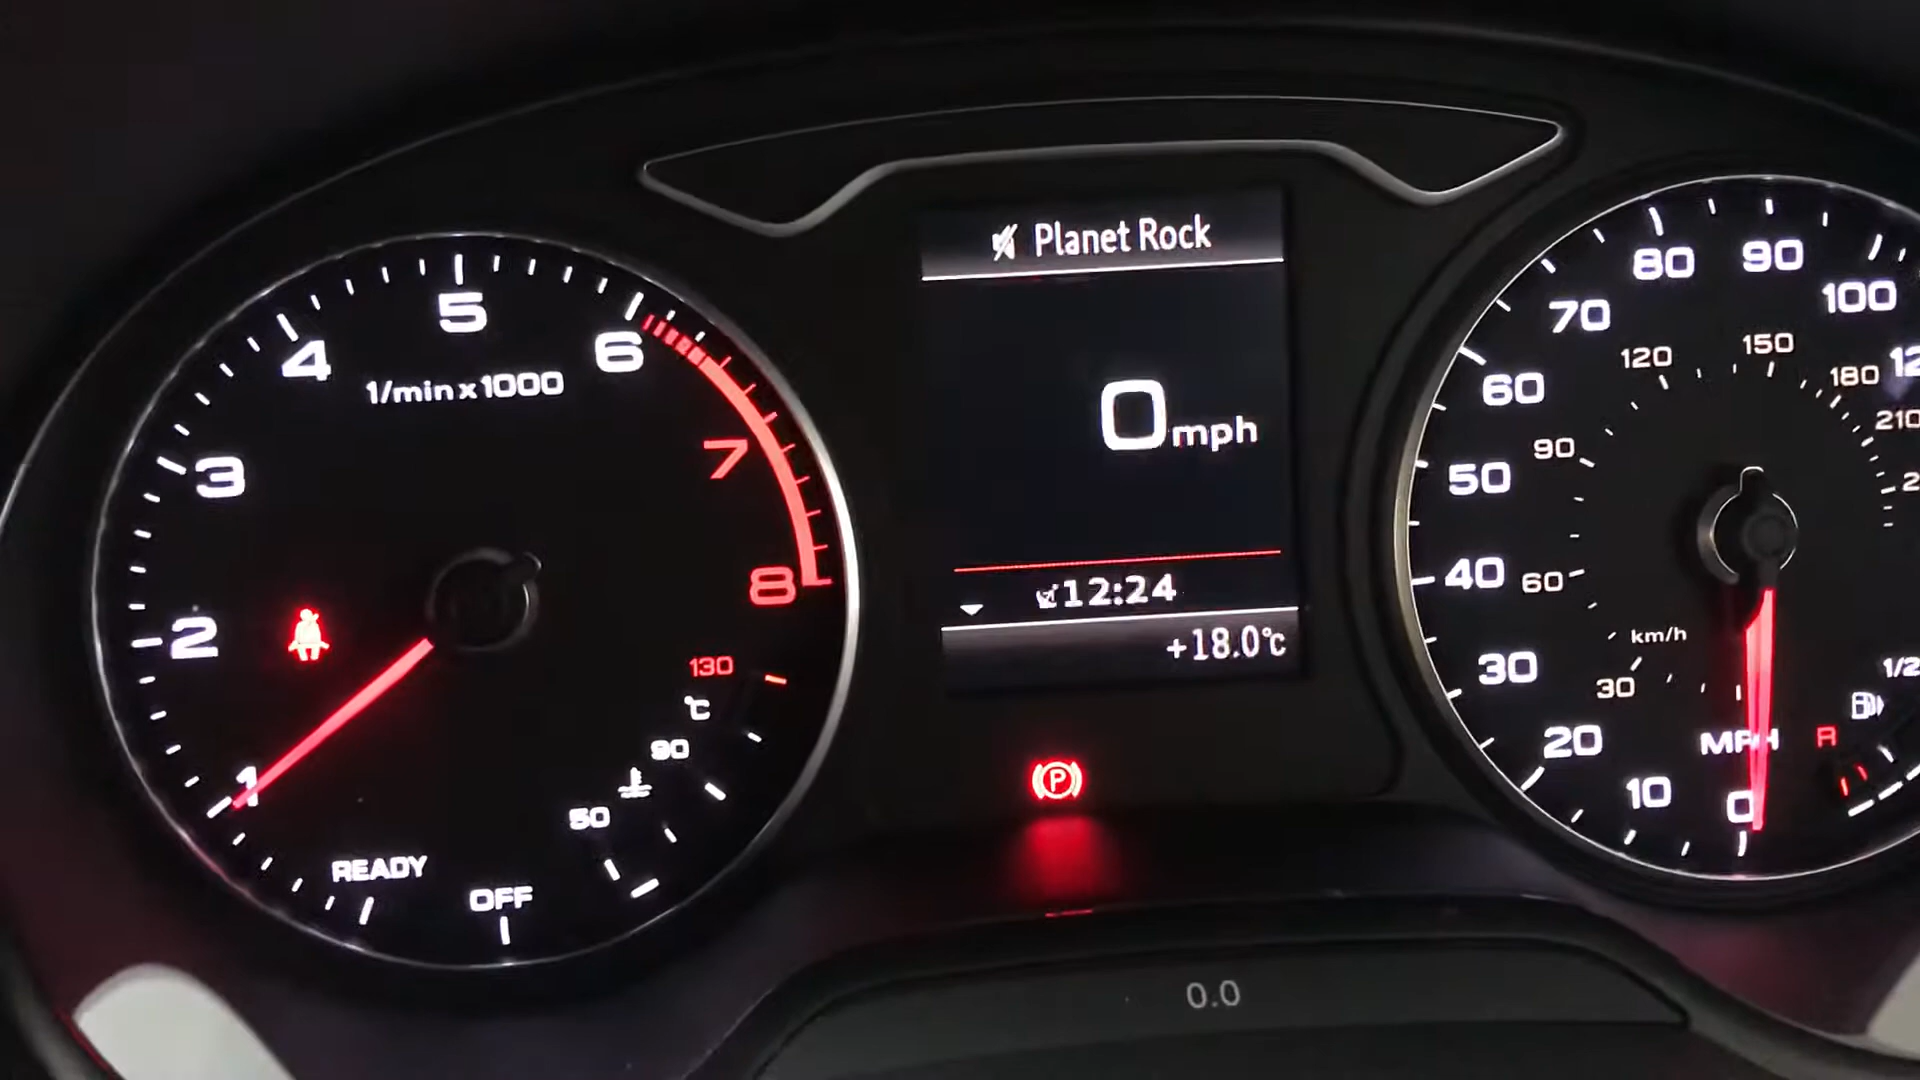 Planet Rock
0 mph
12:24
+18.0°C
1
2
3
4
5
6
7
8
1/min x 1000
READY
OFF
50
90
130
°C
0
10
20
30
40
50
60
70
80
90
100
MPH
km/h
30
60
90
120
150
180
210
R
1/2
P
0.0